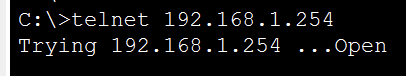 C:\>telnet 192.168.1.254
Trying 192.168.1.254 ...Open